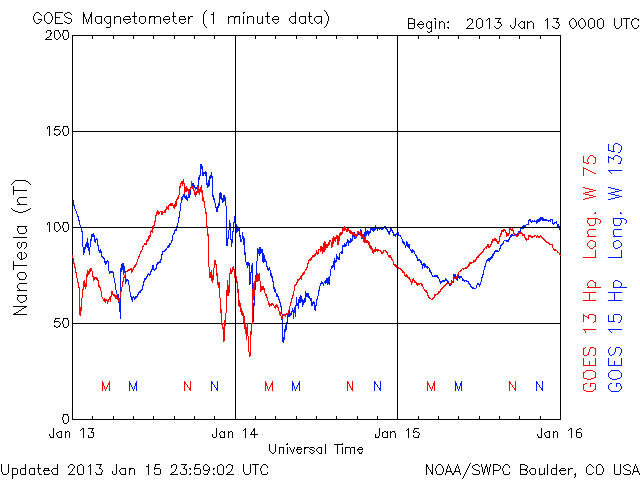 GOES Magnetometer (1 minute data)
Begin: 2013 Jan 13 0000 UTC
200
150
100
50
0
NanoTesla (nT)
M M N N M M N N M M N N
Jan 13 Jan 14 Jan 15 Jan 16
Universal Time
GOES 13 Hp Long. W 75
GOES 15 Hp Long. W 135
Updated 2013 Jan 15 23:59:02 UTC
NOAA/SWPC Boulder, CO USA